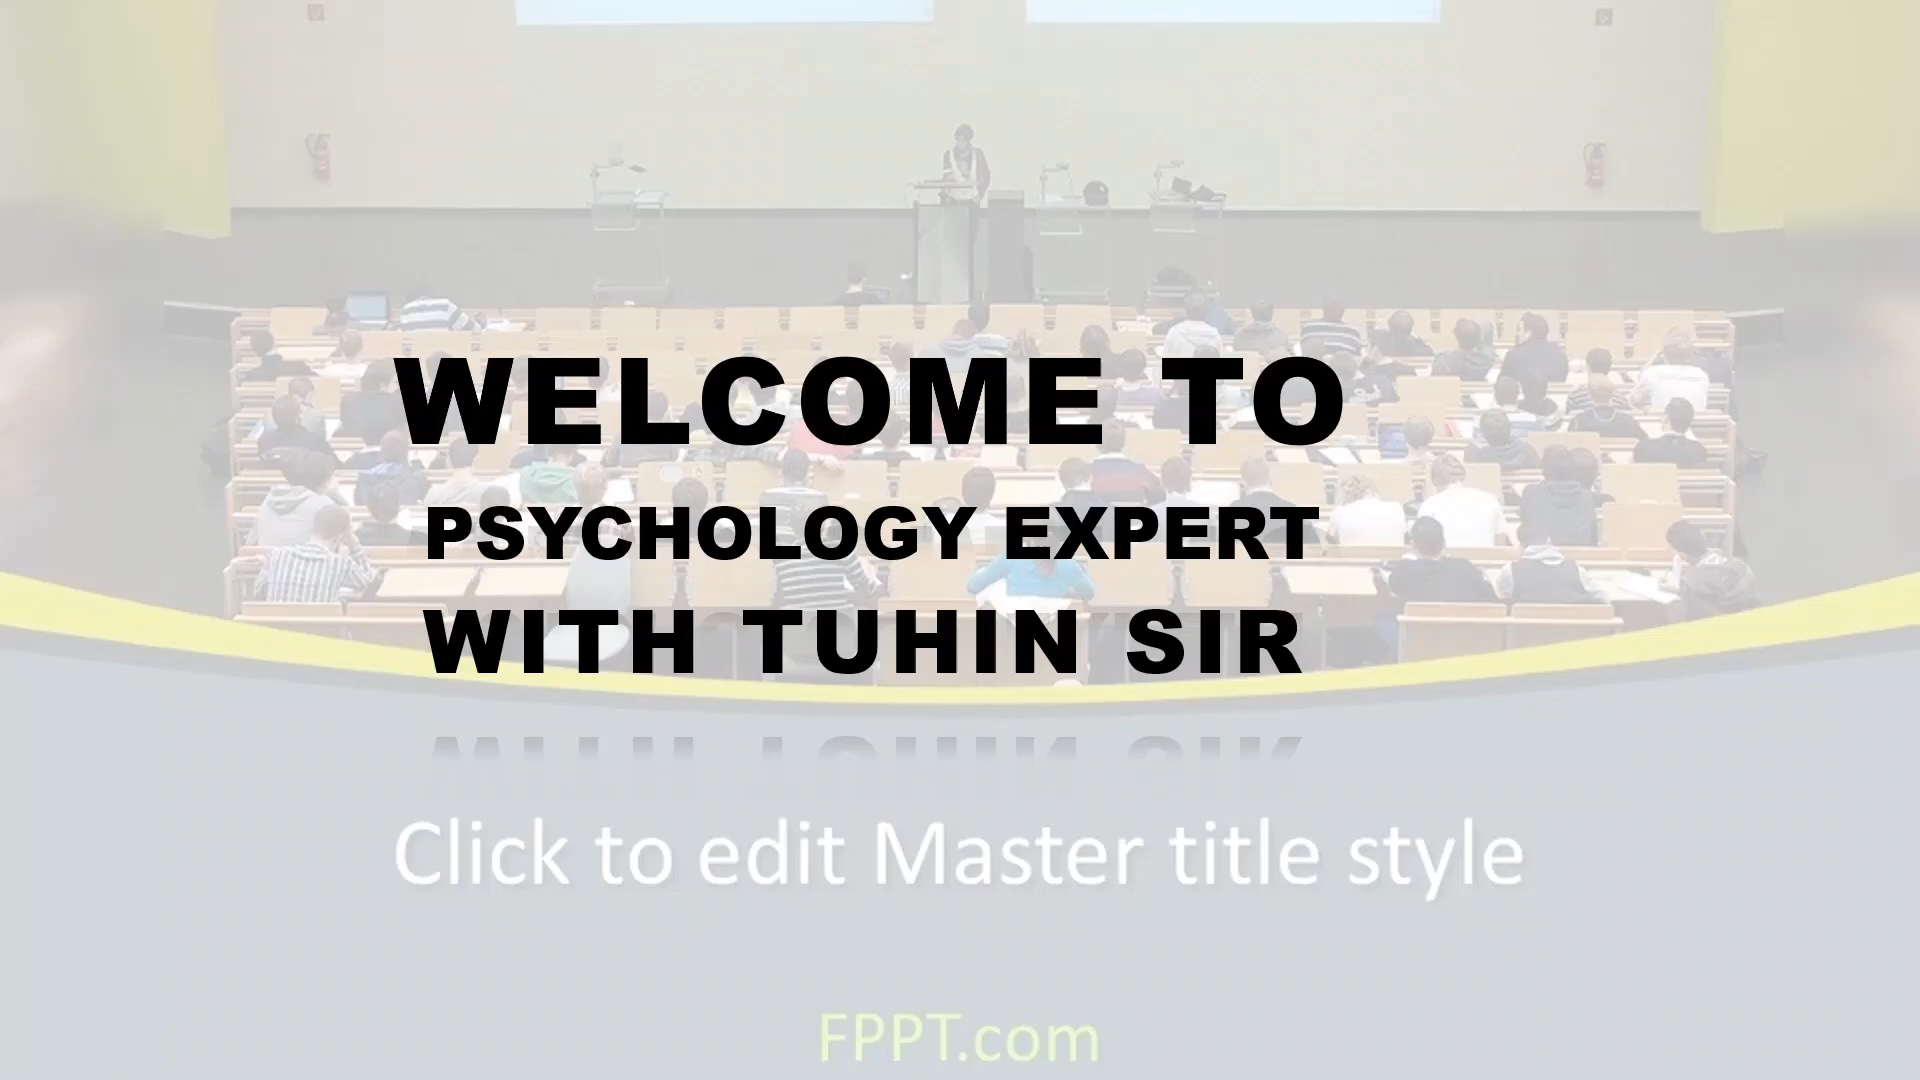 WELCOME TO
PSYCHOLOGY EXPERT
WITH TUHIN SIR
Click to edit Master title style
FPPT.com